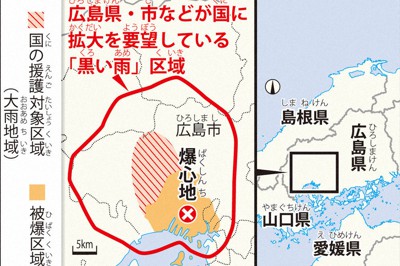 広島県・市などが国に
拡大を要望している
「黒い雨」区域
国の援護対象区域
(大雨地域)
被爆区域
広島市
爆心地
5km
島根県
広島県
山口県
愛媛県
ひろしまけん
し
くに
かくだい
ようぼう
くろ
あめ
くいき
くに
えんご
たいしょう
くいき
おおあめ
ちいき
ひばく
くいき
ひろしまし
ばくしんち
しまねけん
ひろしまけん
やまぐちけん
えひめけん